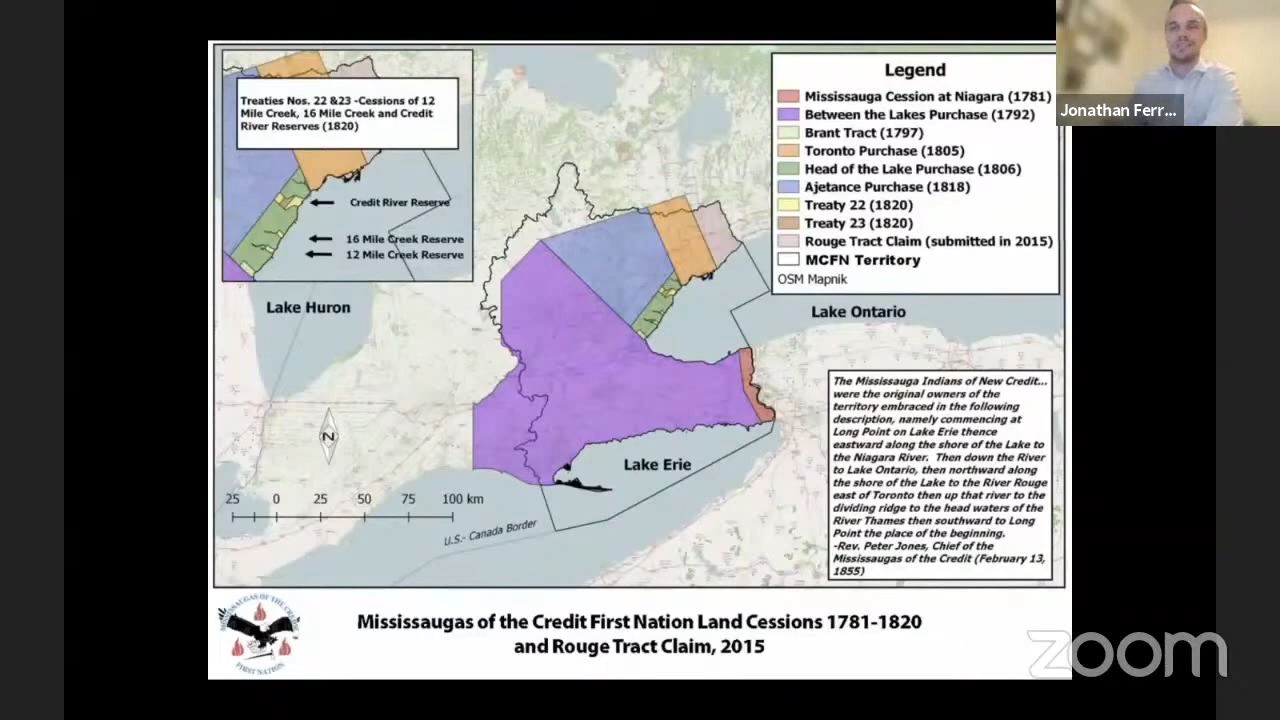 Treaties Nos. 22 &23 -Cessions of 12
Mile Creek, 16 Mile Creek and Credit
River Reserves (1820)
Credit River Reserve
16 Mile Creek Reserve
12 Mile Creek Reserve
Legend
Mississauga Cession at Niagara (1781)
Between the Lakes Purchase (1792)
Brant Tract (1797)
Toronto Purchase (1805)
Head of the Lake Purchase (1806)
Ajetance Purchase (1818)
Treaty 22 (1820)
Treaty 23 (1820)
Rouge Tract Claim (submitted in 2015)
MCFN Territory
OSM Mapnik
Jonathan Ferr...
Lake Huron
Lake Ontario
Lake Erie
N
25 0 25 50 75 100 km
U.S.- Canada Border
The Mississauga Indians of New Credit...
were the original owners of the
territory embraced in the following
description, namely commencing at
Long Point on Lake Erie thence
eastward along the shore of the Lake to
the Niagara River. Then down the River
to Lake Ontario, then northward along
the shore of the Lake to the River Rouge
east of Toronto then up that river to the
dividing ridge to the head waters of the
River Thames then southward to Long
Point the place of the beginning.
-Rev. Peter Jones, Chief of the
Mississaugas of the Credit (February 13,
1855)
MISSISSAUGAS OF THE CREDIT
FIRST NATION
Mississaugas of the Credit First Nation Land Cessions 1781-1820
and Rouge Tract Claim, 2015
zoom